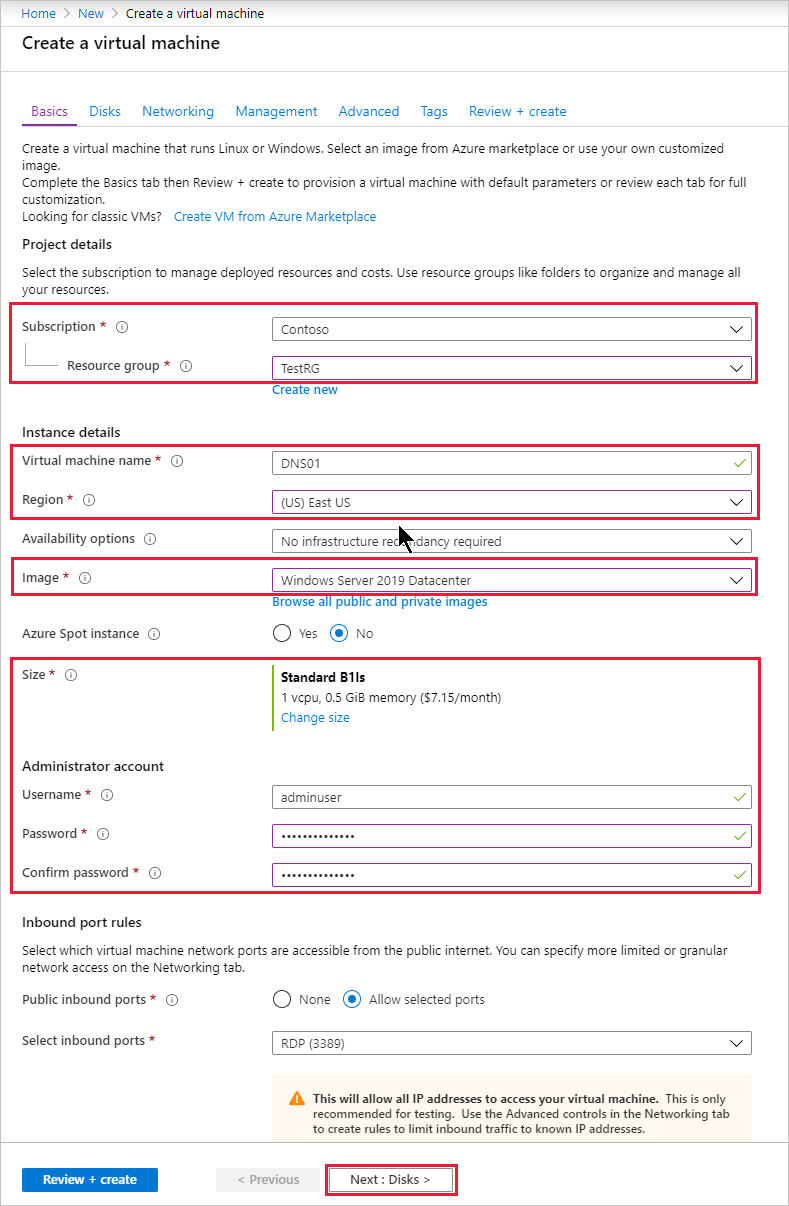 Home > New > Create a virtual machine
Create a virtual machine
Basics Disks Networking Management Advanced Tags Review + create
Create a virtual machine that runs Linux or Windows. Select an image from Azure marketplace or use your own customized
image.
Complete the Basics tab then Review + create to provision a virtual machine with default parameters or review each tab for full
customization.
Looking for classic VMs? Create VM from Azure Marketplace
Project details
Select the subscription to manage deployed resources and costs. Use resource groups like folders to organize and manage all
your resources.
Subscription * Contoso
Resource group * TestRG
Create new
Instance details
Virtual machine name * DNS01
Region * (US) East US
Availability options No infrastructure redundancy required
Image * Windows Server 2019 Datacenter
Browse all public and private images
Azure Spot instance Yes No
Size * Standard B1ls
1 vcpu, 0.5 GiB memory ($7.15/month)
Change size
Administrator account
Username * adminuser
Password * ••••••••••••••
Confirm password * ••••••••••••••
Inbound port rules
Select which virtual machine network ports are accessible from the public internet. You can specify more limited or granular
network access on the Networking tab.
Public inbound ports * None Allow selected ports
Select inbound ports * RDP (3389)
This will allow all IP addresses to access your virtual machine. This is only
recommended for testing. Use the Advanced controls in the Networking tab
to create rules to limit inbound traffic to known IP addresses.
Review + create < Previous Next : Disks >